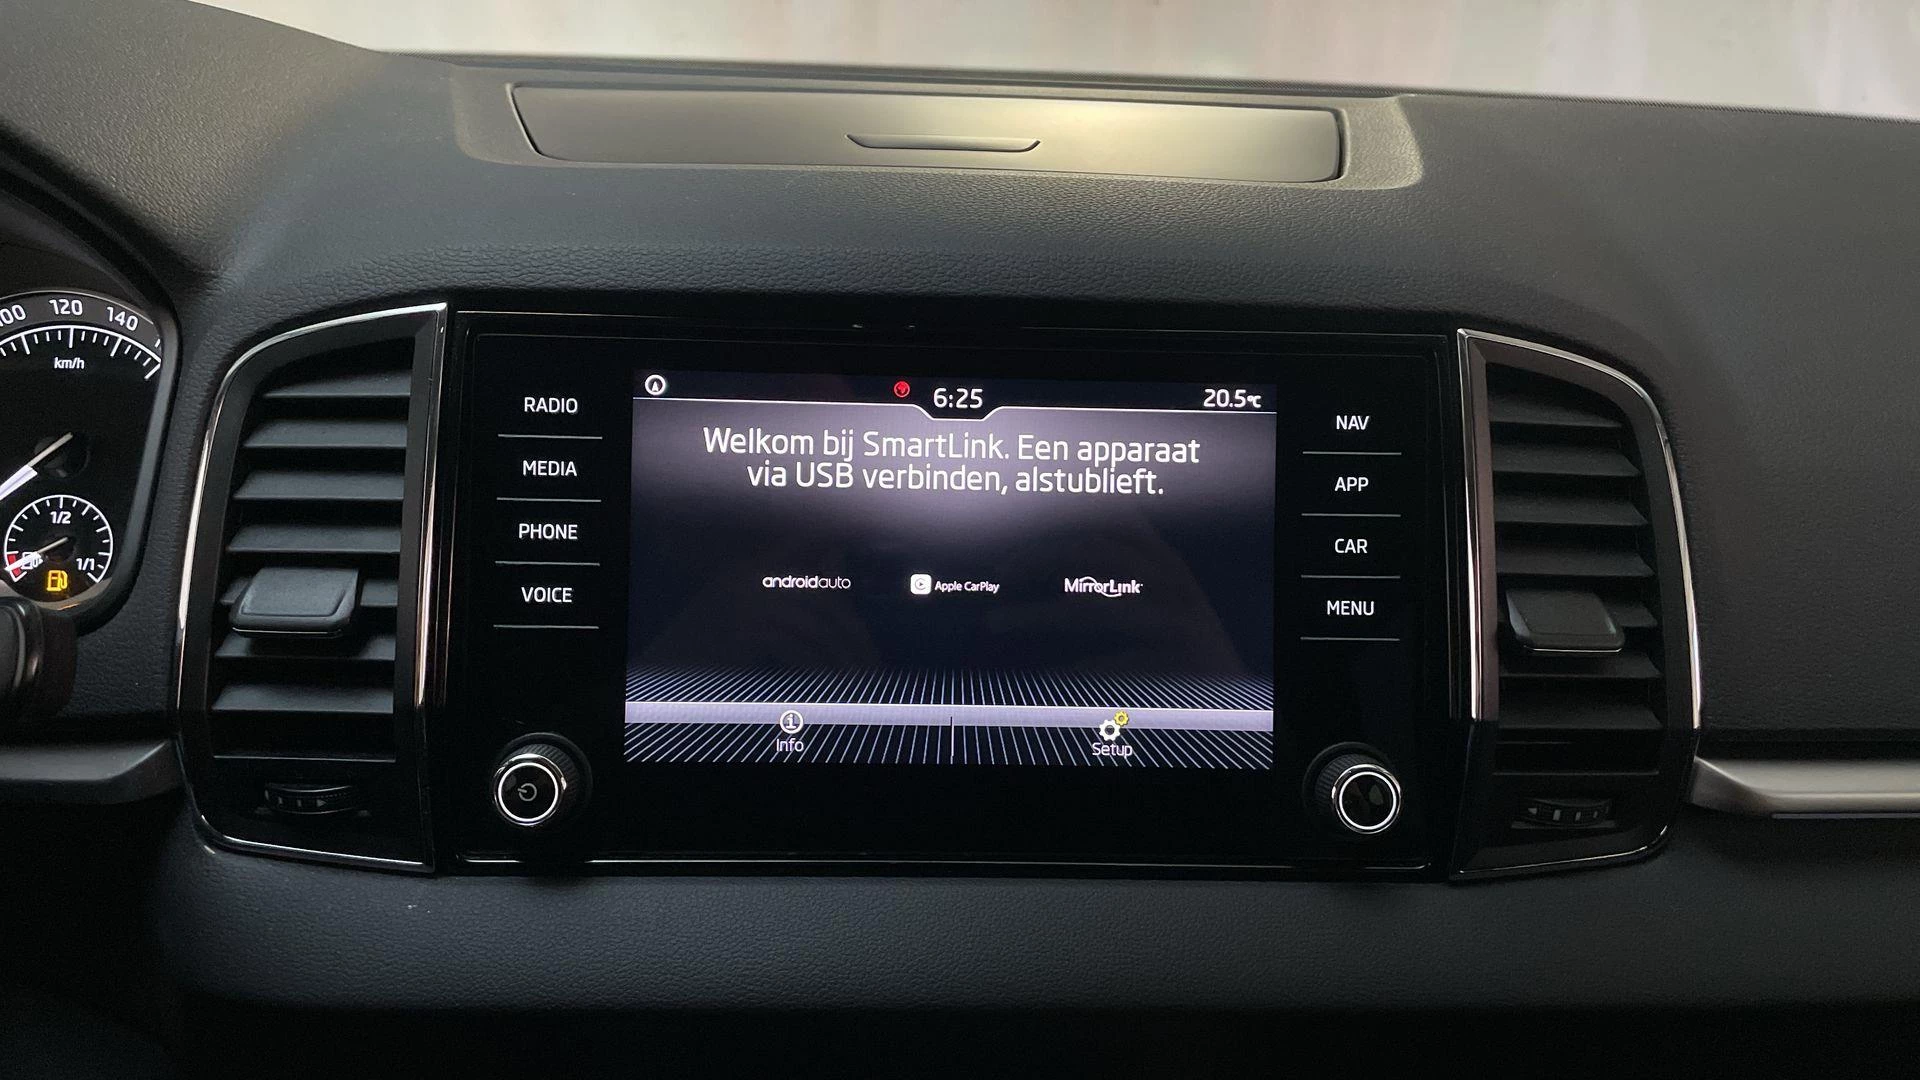 100 120 140
km/h
1/2
1/1
RADIO
MEDIA
PHONE
VOICE
6:25
20.5°C
Welkom bij SmartLink. Een apparaat
via USB verbinden, alstublieft.
androidauto
Apple CarPlay
MirrorLink
Info
Setup
NAV
APP
CAR
MENU